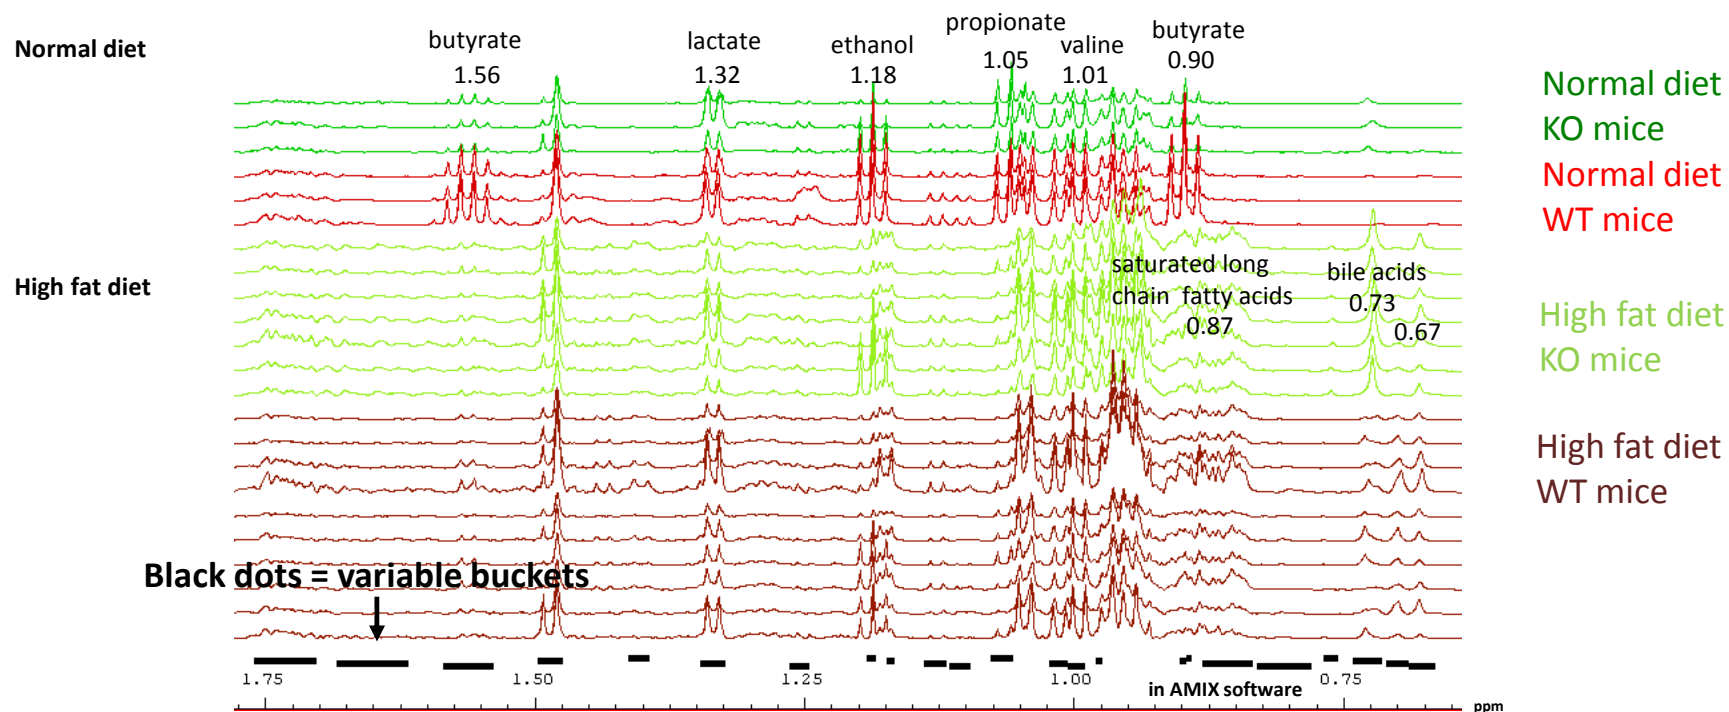 Normal diet
butyrate
1.56
lactate
1.32
ethanol
1.18
propionate
1.05
valine
1.01
butyrate
0.90
Normal diet
KO mice
Normal diet
WT mice
High fat diet
saturated long
chain fatty acids
0.87
bile acids
0.73
0.67
High fat diet
KO mice
High fat diet
WT mice
Black dots = variable buckets
1.75
1.50
1.25
1.00
0.75
in AMIX software
ppm